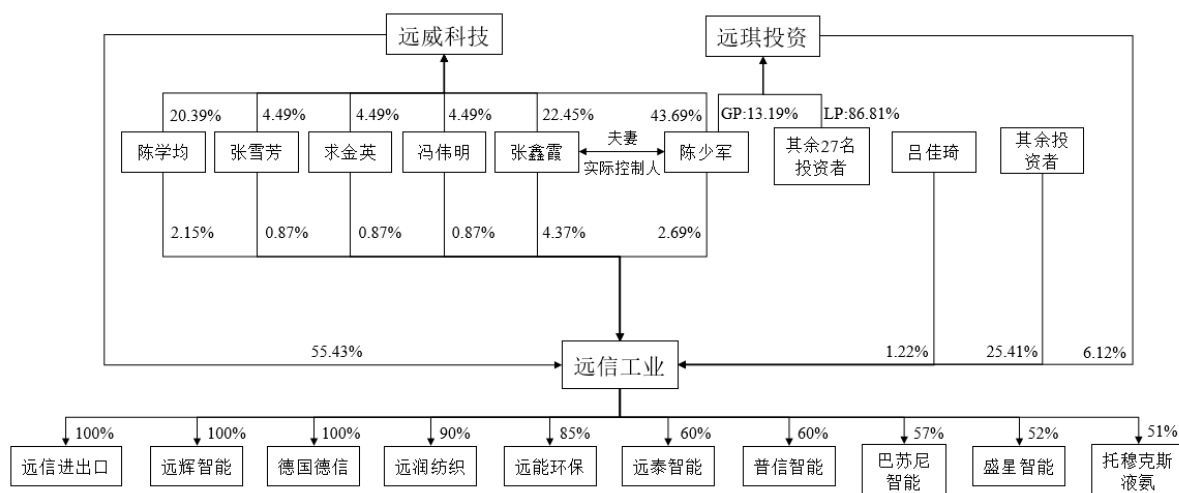 远威科技
远琪投资
20.39%
4.49%
4.49%
4.49%
22.45%
43.69%
GP:13.19%
LP:86.81%
陈学均
张雪芳
求金英
冯伟明
张鑫霞
夫妻
实际控制人
陈少军
其余27名
投资者
吕佳琦
其余投
资者
2.15%
0.87%
0.87%
0.87%
4.37%
2.69%
55.43%
远信工业
1.22%
25.41%
6.12%
100%
100%
100%
90%
85%
60%
60%
57%
52%
51%
远信进出口
远辉智能
德国德信
远润纺织
远能环保
远泰智能
普信智能
巴苏尼
智能
盛星智能
托穆克斯
液氨